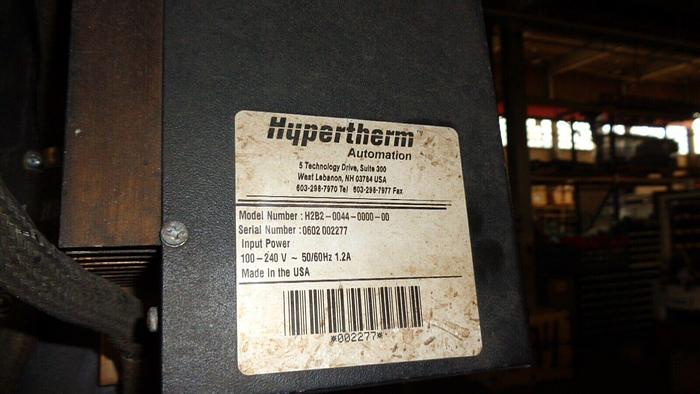 Hypertherm™
Automation
5 Technology Drive, Suite 300
West Lebanon, NH 03784 USA
603-298-7970 Tel 603-298-7977 Fax
Model Number : H2B2-0044-0000-00
Serial Number : 0602 002277
Input Power
100-240 V ~ 50/60Hz 1.2A
Made in the USA
*002277*